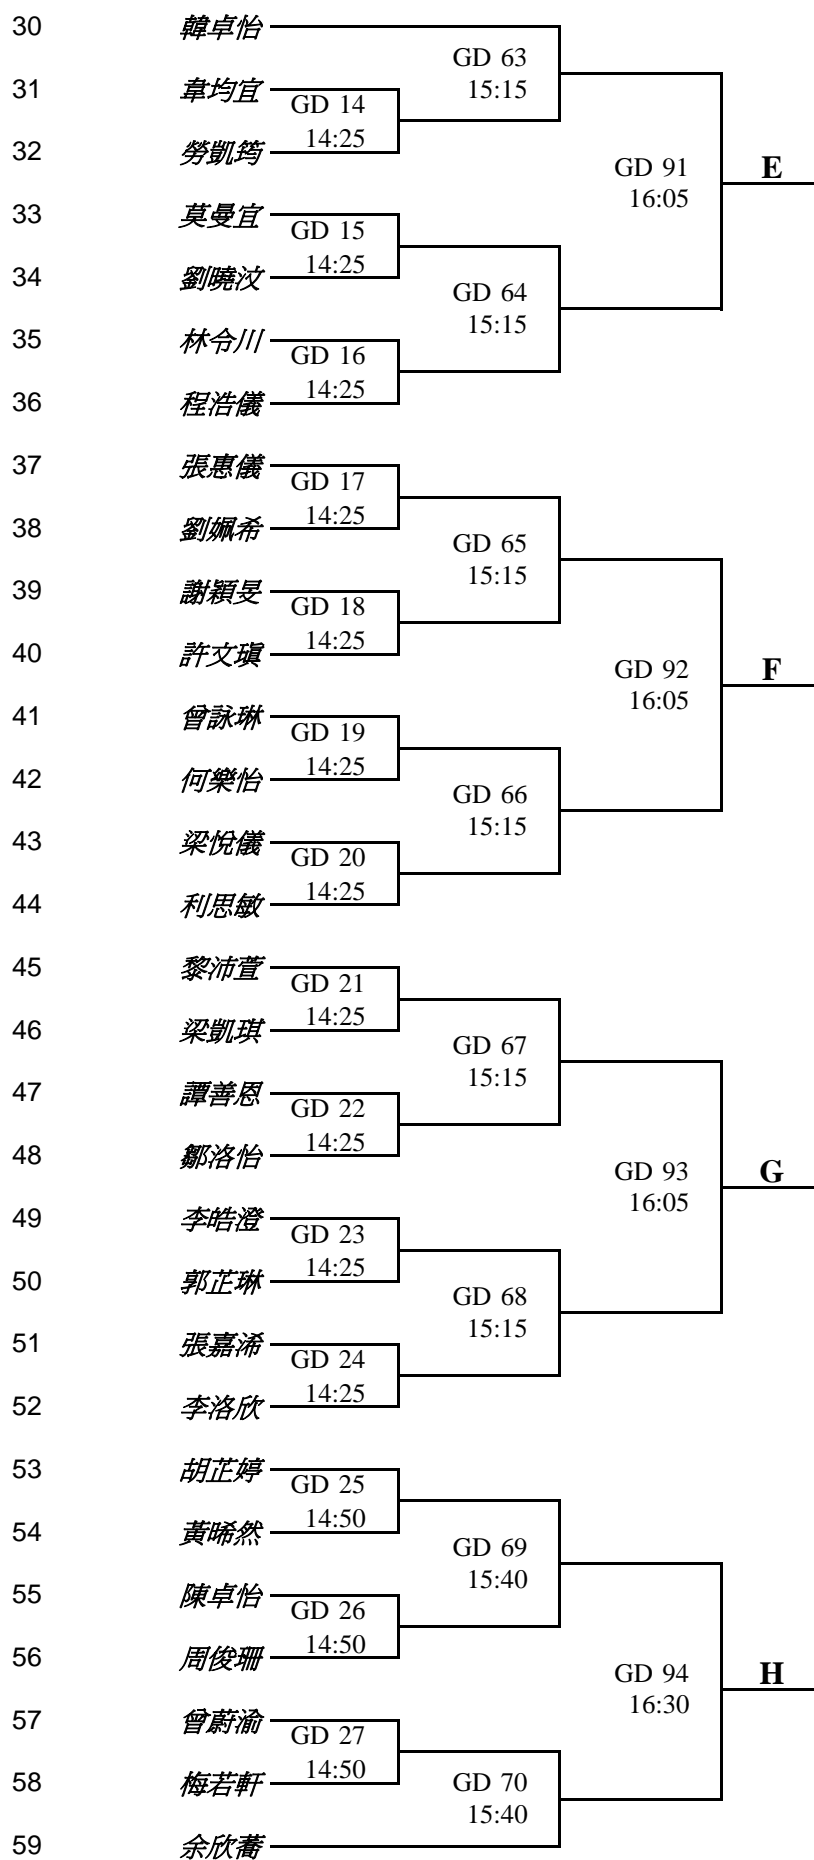 30 韓卓怡
GD 63
15:15
31 韋均宜
GD 14
14:25
32 勞凱筠
GD 91
16:05
E
33 莫曼宜
GD 15
14:25
34 劉曉汶
GD 64
15:15
35 林令川
GD 16
14:25
36 程浩儀
37 張惠儀
GD 17
14:25
38 劉姵希
GD 65
15:15
39 謝穎旻
GD 18
14:25
40 許文瑱
GD 92
16:05
F
41 曾詠琳
GD 19
14:25
42 何樂怡
GD 66
15:15
43 梁悅儀
GD 20
14:25
44 利思敏
45 黎沛萱
GD 21
14:25
46 梁凱琪
GD 67
15:15
47 譚善恩
GD 22
14:25
48 鄒洛怡
GD 93
16:05
G
49 李皓澄
GD 23
14:25
50 郭芷琳
GD 68
15:15
51 張嘉浠
GD 24
14:25
52 李洛欣
53 胡芷婷
GD 25
14:50
54 黃晞然
GD 69
15:40
55 陳卓怡
GD 26
14:50
56 周俊珊
GD 94
16:30
H
57 曾蔚渝
GD 27
14:50
58 梅若軒
GD 70
15:40
59 余欣蕎